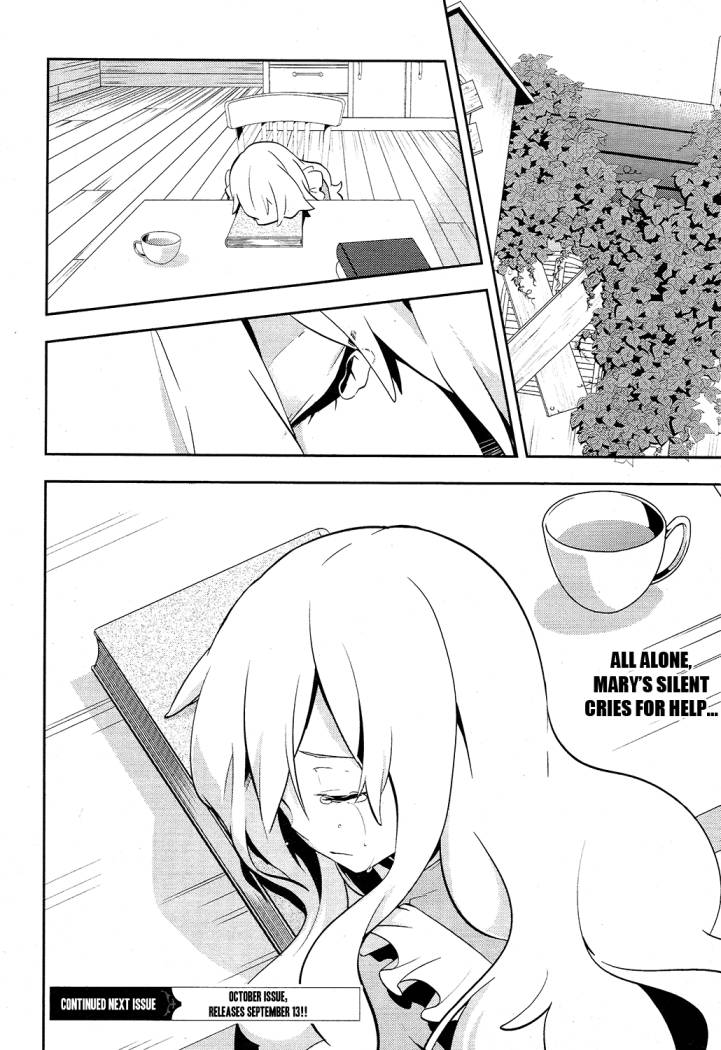 ALL ALONE,
MARY'S SILENT
CRIES FOR HELP...
CONTINUED NEXT ISSUE
OCTOBER ISSUE,
RELEASES SEPTEMBER 13!!